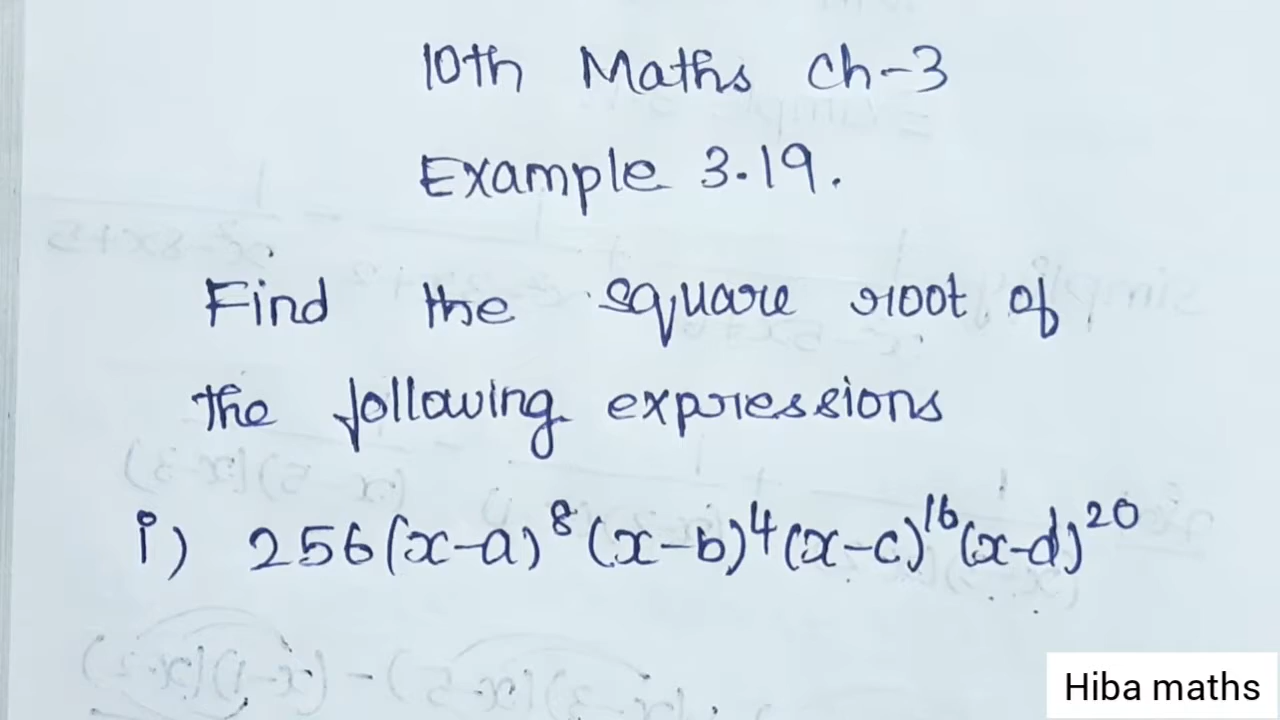 10th Maths Ch-3
Example 3.19.
Find the square root of
the following expressions
i) 256(x-a)⁸(x-b)⁴(x-c)¹⁶(x-d)²⁰
Hiba maths